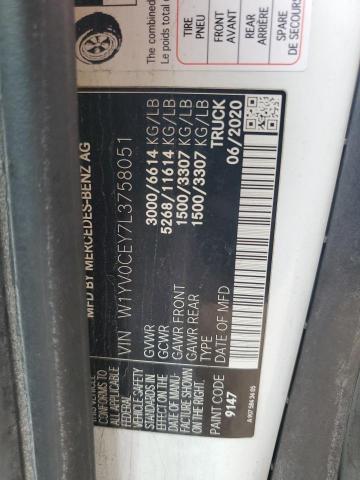 The combined
Le poids total
TIRE
PNEU
FRONT
AVANT
REAR
ARRIÈRE
SPARE
DE SECOURS
MFD BY MERCEDES-BENZ AG
VIN W1YV0CEY7L3758051
GVWR 3000/6614 KG/LB
GCWR 5268/11614 KG/LB
GAWR FRONT 1500/3307 KG/LB
GAWR REAR 1500/3307 KG/LB
TYPE TRUCK
DATE OF MFD 06/2020
THIS VEHICLE
CONFORMS TO
ALL APPLICABLE
FEDERAL
VEHICLE SAFETY
STANDARDS IN
EFFECT ON THE
DATE OF MANU-
FACTURE SHOWN
ON THE RIGHT.
PAINT CODE
9147